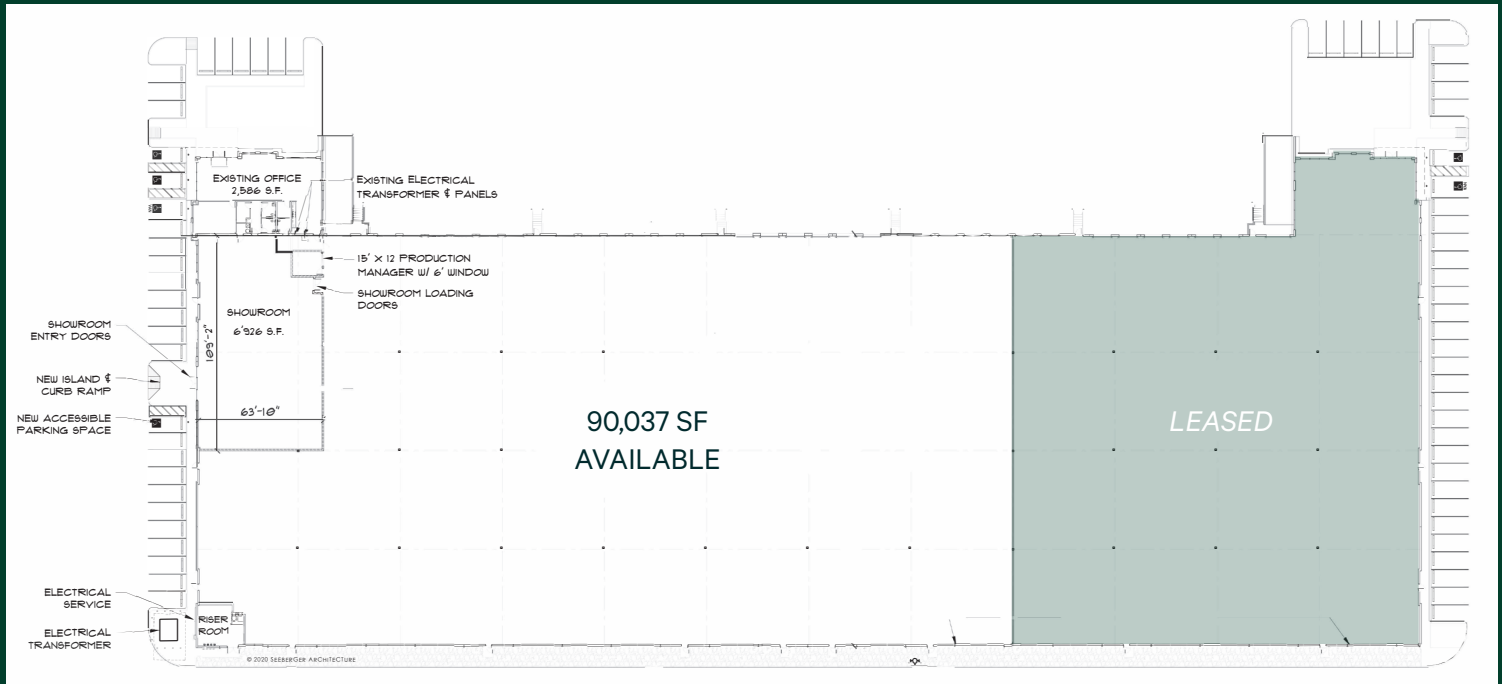 EXISTING OFFICE
2,586 S.F.
EXISTING ELECTRICAL
TRANSFORMER & PANELS
15' X 12 PRODUCTION
MANAGER W/ 6' WINDOW
SHOWROOM LOADING
DOORS
SHOWROOM
6'926 S.F.
109'-2"
63'-10"
SHOWROOM
ENTRY DOORS
NEW ISLAND &
CURB RAMP
NEW ACCESSIBLE
PARKING SPACE
90,037 SF
AVAILABLE
LEASED
ELECTRICAL
SERVICE
ELECTRICAL
TRANSFORMER
RISER
ROOM
© 2020 SEEBERGER ARCHITECTURE